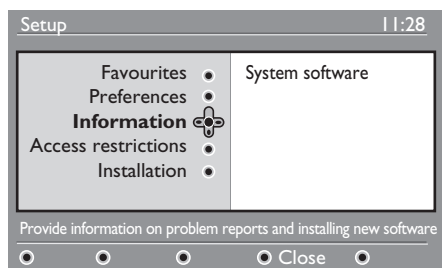 Setup 11:28
Favourites
Preferences
Information
Access restrictions
Installation
System software
Provide information on problem reports and installing new software
Close